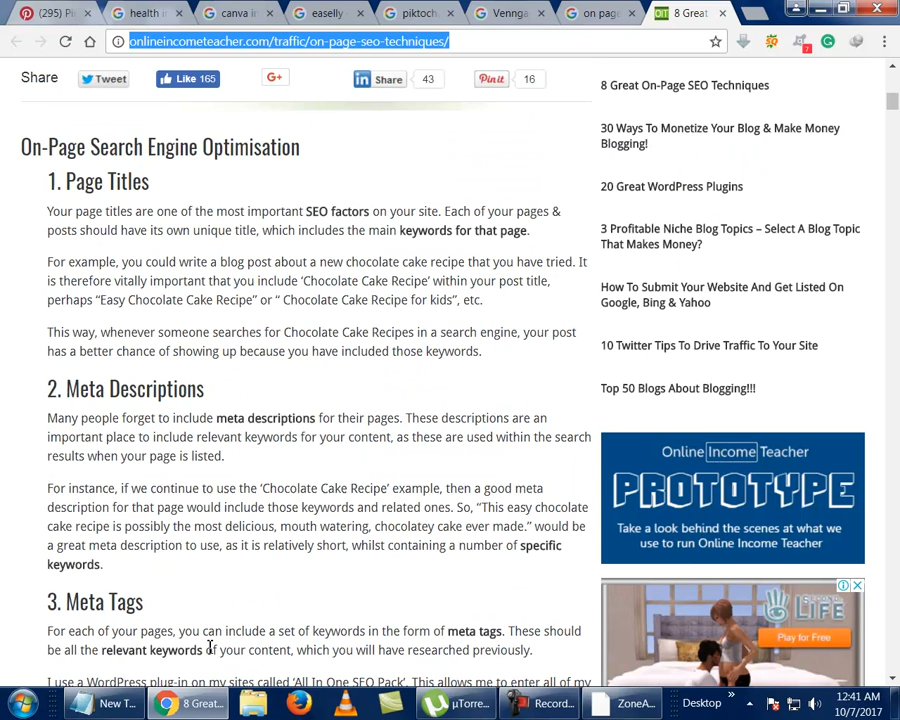 (295) Pi
health i
canva i
easelly
piktoch
Vennga
on page
8 Great
onlineincometeacher.com/traffic/on-page-seo-techniques/
7
Share
Tweet
Like 165
G+
in Share
43
Pinit
16
On-Page Search Engine Optimisation
1. Page Titles
Your page titles are one of the most important SEO factors on your site. Each of your pages &
posts should have its own unique title, which includes the main keywords for that page.
For example, you could write a blog post about a new chocolate cake recipe that you have tried. It
is therefore vitally important that you include ‘Chocolate Cake Recipe’ within your post title,
perhaps “Easy Chocolate Cake Recipe” or “ Chocolate Cake Recipe for kids”, etc.
This way, whenever someone searches for Chocolate Cake Recipes in a search engine, your post
has a better chance of showing up because you have included those keywords.
2. Meta Descriptions
Many people forget to include meta descriptions for their pages. These descriptions are an
important place to include relevant keywords for your content, as these are used within the search
results when your page is listed.
For instance, if we continue to use the ‘Chocolate Cake Recipe’ example, then a good meta
description for that page would include those keywords and related ones. So, “This easy chocolate
cake recipe is possibly the most delicious, mouth watering, chocolatey cake ever made.” would be
a great meta description to use, as it is relatively short, whilst containing a number of specific
keywords.
3. Meta Tags
For each of your pages, you can include a set of keywords in the form of meta tags. These should
be all the relevant keywords of your content, which you will have researched previously.
I use a WordPress plug-in on my sites called ‘All In One SEO Pack’. This allows me to enter all of my
8 Great On-Page SEO Techniques
30 Ways To Monetize Your Blog & Make Money
Blogging!
20 Great WordPress Plugins
3 Profitable Niche Blog Topics – Select A Blog Topic
That Makes Money?
How To Submit Your Website And Get Listed On
Google, Bing & Yahoo
10 Twitter Tips To Drive Traffic To Your Site
Top 50 Blogs About Blogging!!!
Online Income Teacher
PROTOTYPE
Take a look behind the scenes at what we
use to run Online Income Teacher
SECOND
LIFE
Play for Free
New T...
8 Great...
µTorre...
Record...
ZoneA...
Desktop
12:41 AM
10/7/2017